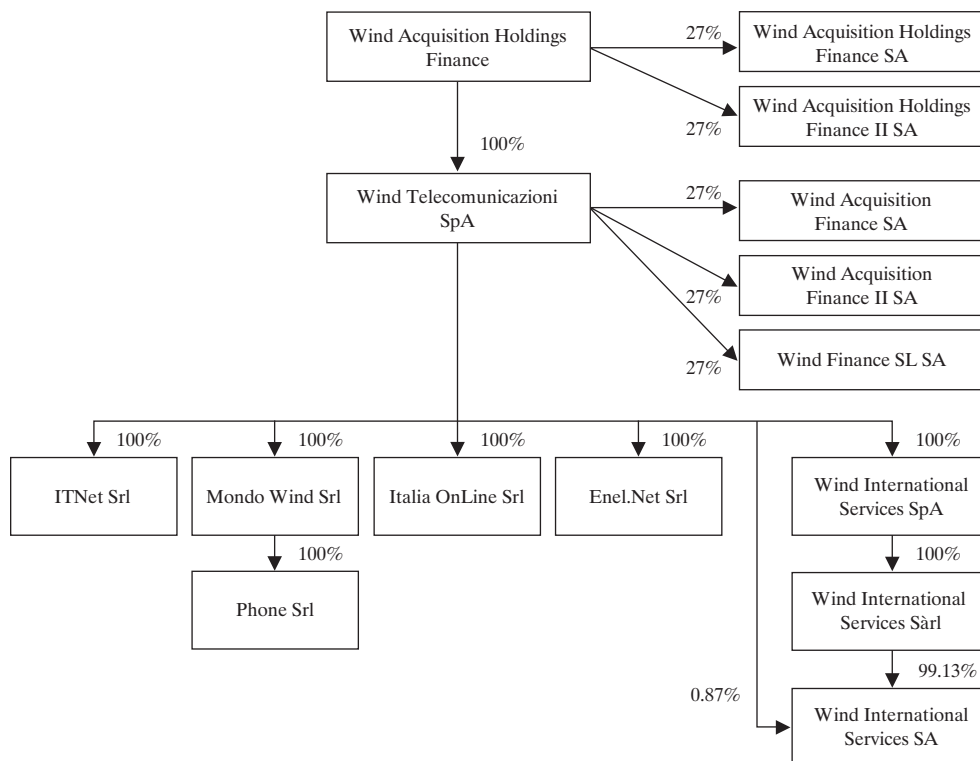 Wind Acquisition Holdings
Finance
27%
Wind Acquisition Holdings
Finance SA
27%
Wind Acquisition Holdings
Finance II SA
100%
Wind Telecomunicazioni
SpA
27%
Wind Acquisition
Finance SA
27%
Wind Acquisition
Finance II SA
27%
Wind Finance SL SA
100%
100%
100%
100%
100%
ITNet Srl
Mondo Wind Srl
Italia OnLine Srl
Enel.Net Srl
Wind International
Services SpA
100%
100%
Phone Srl
Wind International
Services Sàrl
99.13%
0.87%
Wind International
Services SA